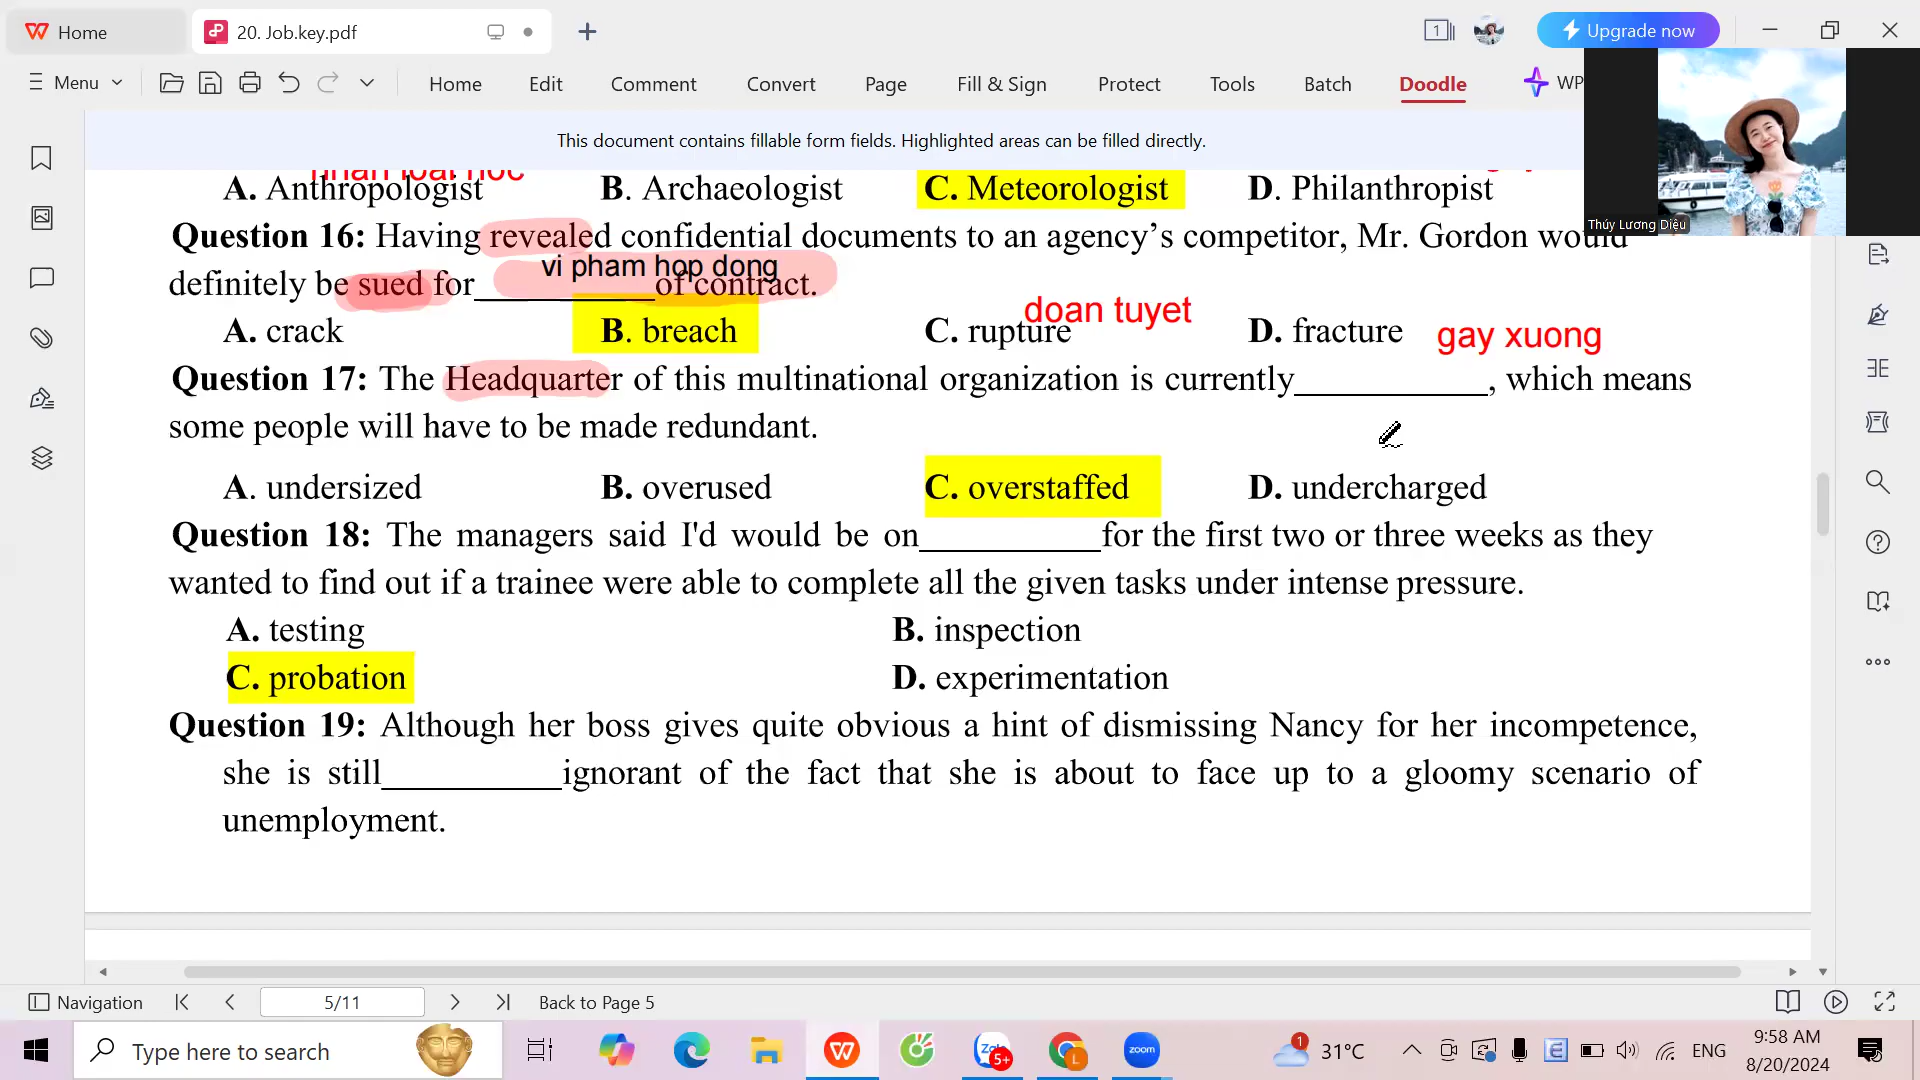 Home
20. Job.key.pdf
1
Upgrade now
Menu
Home
Edit
Comment
Convert
Page
Fill & Sign
Protect
Tools
Batch
Doodle
WP
This document contains fillable form fields. Highlighted areas can be filled directly.
Thúy Lương Diệu
nhan loai hoc
A. Anthropologist B. Archaeologist C. Meteorologist D. Philanthropist
Question 16: Having revealed confidential documents to an agency's competitor, Mr. Gordon would
vi pham hop dong
definitely be sued for__________of contract.
doan tuyet
A. crack B. breach C. rupture D. fracture gay xuong
Question 17: The Headquarter of this multinational organization is currently__________, which means
some people will have to be made redundant.
A. undersized B. overused C. overstaffed D. undercharged
Question 18: The managers said I'd would be on__________for the first two or three weeks as they
wanted to find out if a trainee were able to complete all the given tasks under intense pressure.
A. testing B. inspection
C. probation D. experimentation
Question 19: Although her boss gives quite obvious a hint of dismissing Nancy for her incompetence,
she is still__________ignorant of the fact that she is about to face up to a gloomy scenario of
unemployment.
Navigation
5/11
Back to Page 5
Type here to search
Zalo
5+
L
zoom
1
31°C
ENG
9:58 AM
8/20/2024